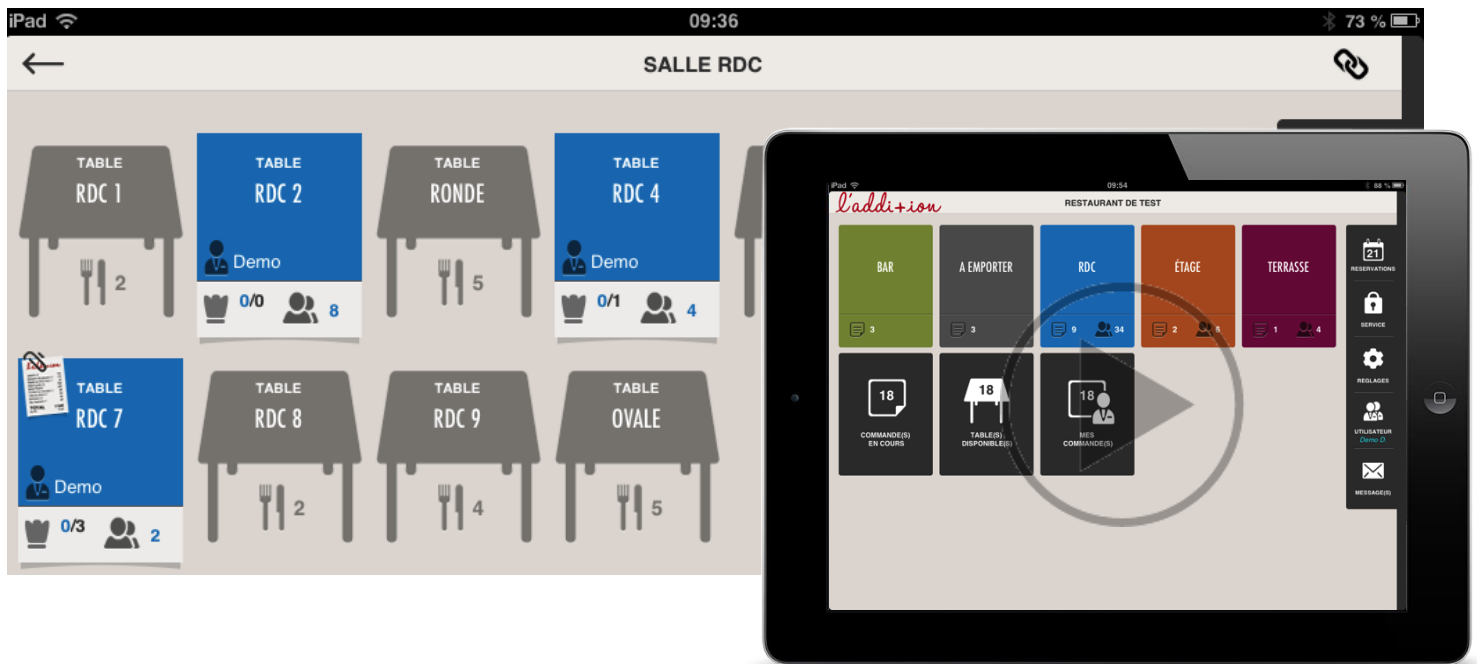 iPad 09:36 73 %
SALLE RDC
TABLE
RDC 1
2
TABLE
RDC 2
Demo
0/0 8
TABLE
RONDE
5
TABLE
RDC 4
Demo
0/1 4
TABLE
RDC 7
Demo
0/3 2
TABLE
RDC 8
2
TABLE
RDC 9
4
TABLE
OVALE
5
iPad 09:54 88 %
l'addi+ion
RESTAURANT DE TEST
BAR
3
A EMPORTER
3
RDC
9 34
ÉTAGE
2 5
TERRASSE
1 4
18
COMMANDE(S)
EN COURS
18
TABLE(S)
DISPONIBLE(S)
18
MES
COMMANDE(S)
21
RESERVATIONS
SERVICE
REGLAGES
UTILISATEUR
Demo D.
MESSAGE(S)